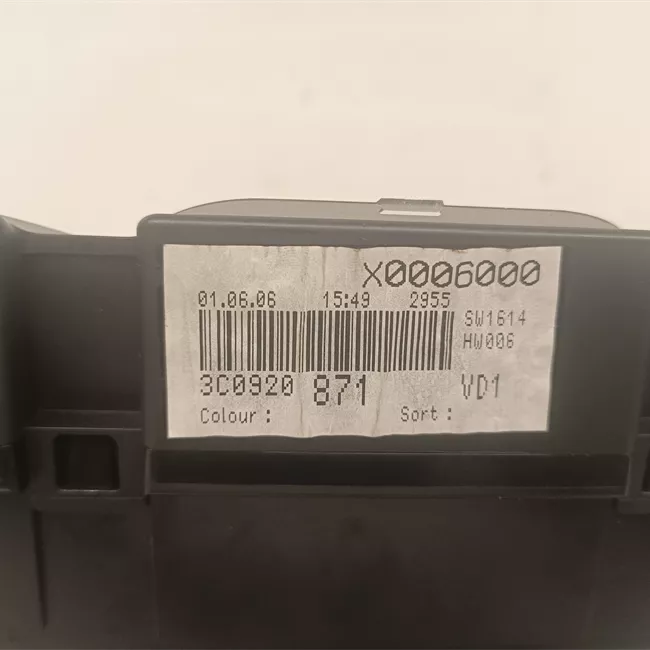 X0006000
01.06.06 15:49 2955
SW1614
HW006
3C0920 871 VD1
Colour: Sort: